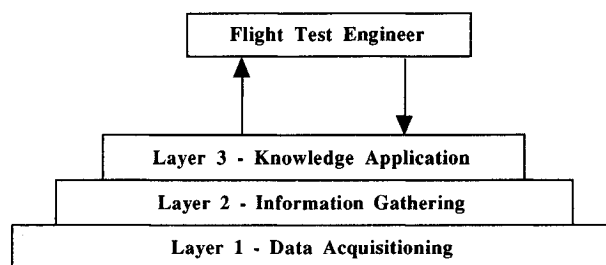 Flight Test Engineer
Layer 3 - Knowledge Application
Layer 2 - Information Gathering
Layer 1 - Data Acquisitioning